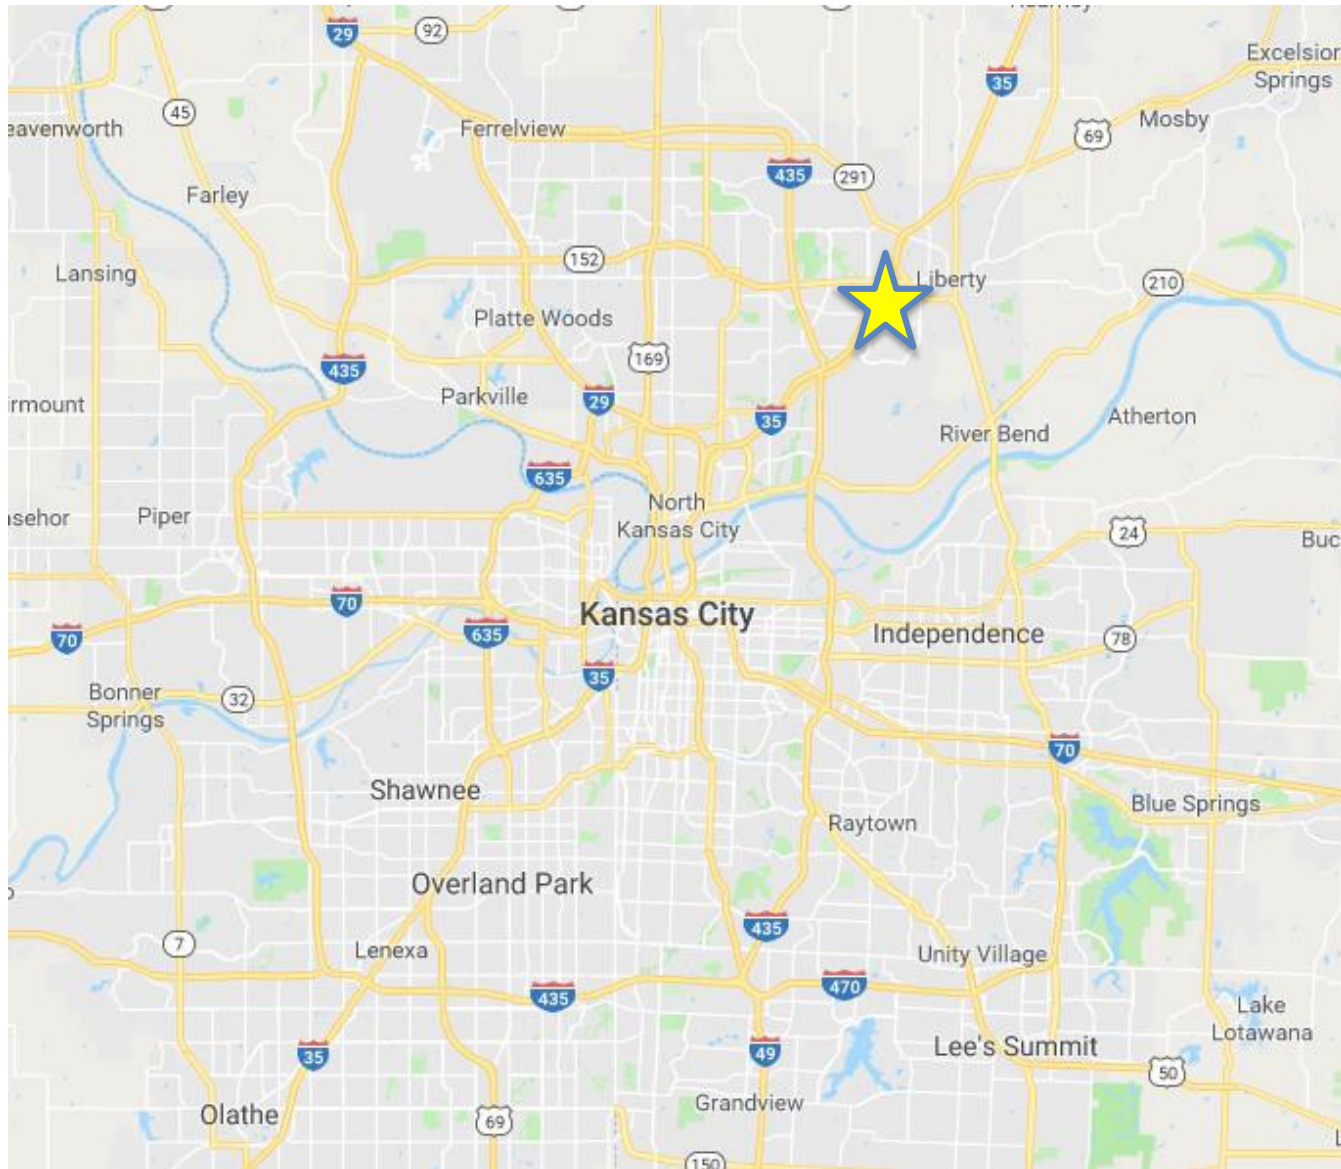 29
92
35
Excelsior
Springs
45
eavenworth
Ferrelview
69
Mosby
435
291
Farley
152
Lansing
Liberty
210
Platte Woods
169
435
Parkville
29
35
irmount
Atherton
River Bend
635
North
Kansas City
asehor
Piper
24
Buc
70
Kansas City
70
635
Independence
78
35
Bonner
Springs
32
70
Shawnee
Blue Springs
Raytown
Overland Park
435
7
Lenexa
Unity Village
435
470
Lake
Lotawana
35
49
Lee's Summit
50
Olathe
69
Grandview
150
L